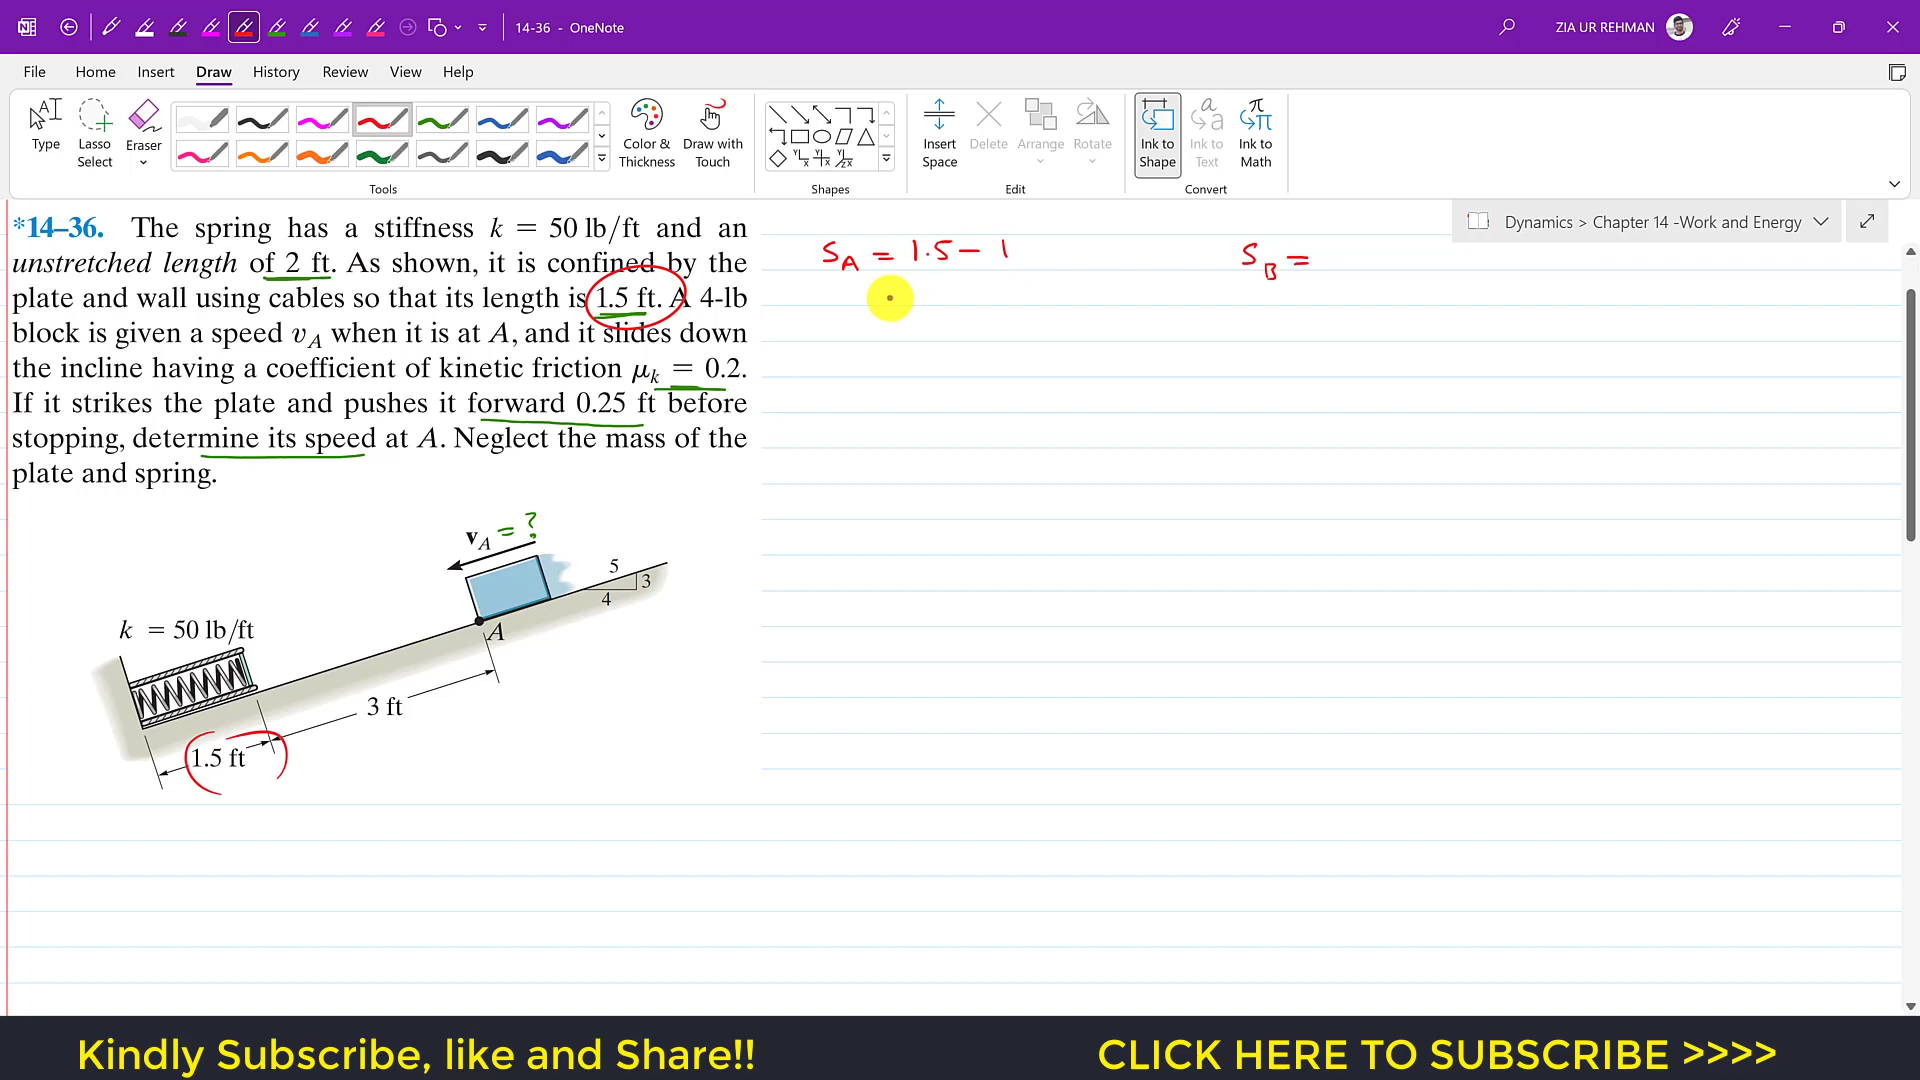 14-36 - OneNote
ZIA UR REHMAN
File Home Insert Draw History Review View Help
Type
Lasso Select
Eraser
Color & Thickness
Draw with Touch
Insert Space
Delete
Arrange
Rotate
Ink to Shape
Ink to Text
Ink to Math
Tools
Shapes
Edit
Convert
Dynamics > Chapter 14 -Work and Energy
*14–36. The spring has a stiffness k = 50 lb/ft and an
unstretched length of 2 ft. As shown, it is confined by the
plate and wall using cables so that its length is 1.5 ft. A 4-lb
block is given a speed vA when it is at A, and it slides down
the incline having a coefficient of kinetic friction μk = 0.2.
If it strikes the plate and pushes it forward 0.25 ft before
stopping, determine its speed at A. Neglect the mass of the
plate and spring.
SA = 1.5 – 1
SB =
vA = ?
5
3
4
A
k = 50 lb/ft
3 ft
1.5 ft
Kindly Subscribe, like and Share!!
CLICK HERE TO SUBSCRIBE >>>>